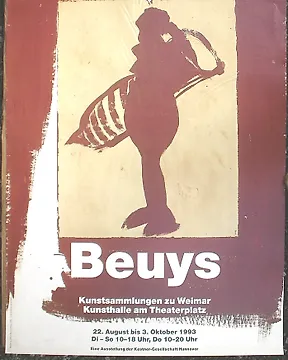 Beuys
Kunstsammlungen zu Weimar
Kunsthalle am Theaterplatz
22. August bis 3. Oktober 1993
Di – So 10–18 Uhr, Do 10–20 Uhr
Eine Ausstellung der Kestner-Gesellschaft Hannover